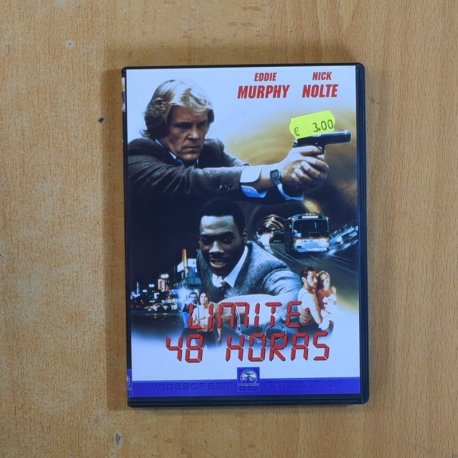 EDDIE NICK
MURPHY NOLTE
€ 3.00
LIMITE
48 HORAS
WIDESCREEN COLLECTION